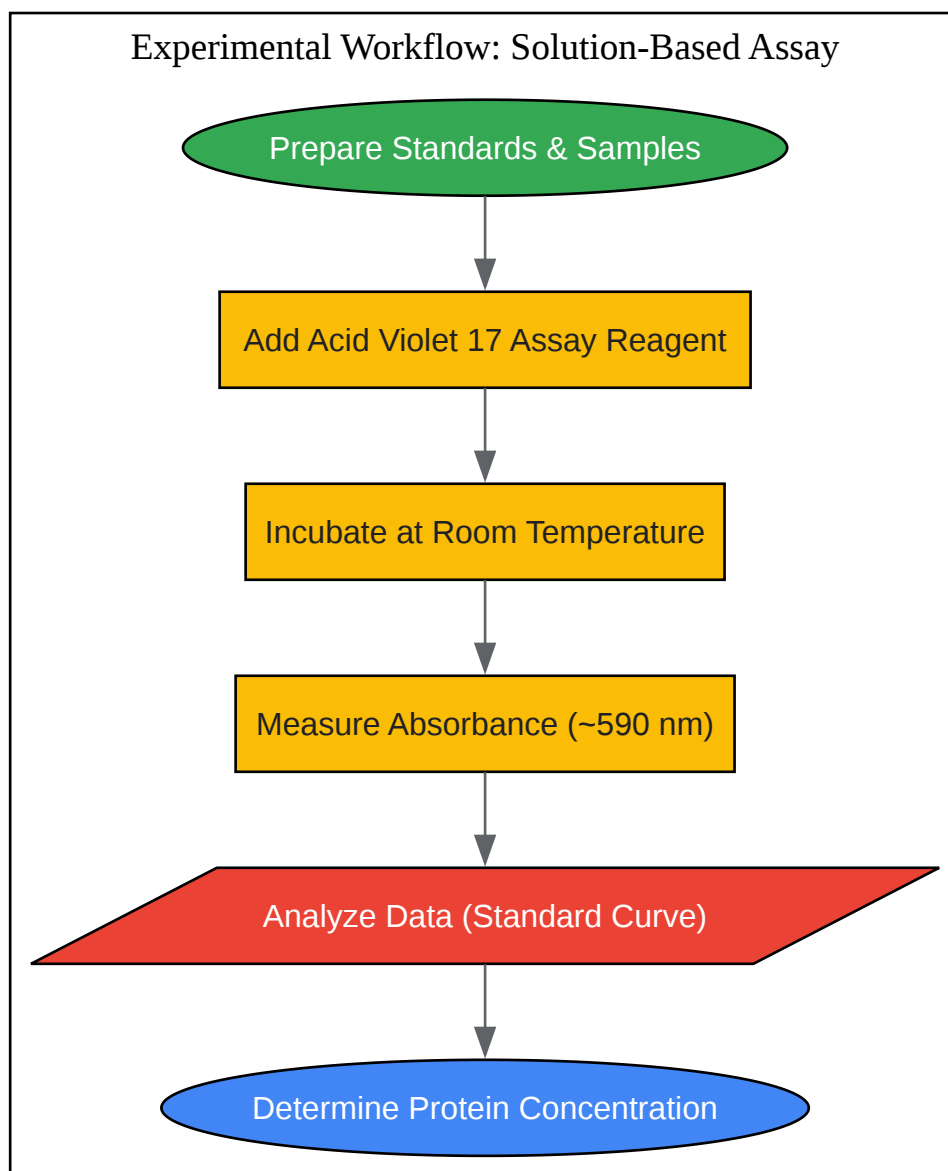 Experimental Workflow: Solution-Based Assay
Prepare Standards & Samples
Add Acid Violet 17 Assay Reagent
Incubate at Room Temperature
Measure Absorbance (~590 nm)
Analyze Data (Standard Curve)
Determine Protein Concentration